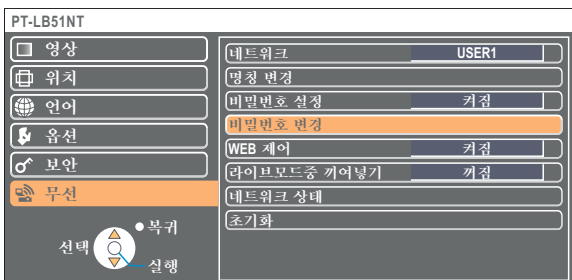 PT-LB51NT
영상
위치
언어
옵션
보안
무선
복귀
선택
실행
네트워크 USER1
명칭 변경
비밀번호 설정 켜짐
비밀번호 변경
WEB 제어 켜짐
라이브모드중 끼여넣기 꺼짐
네트워크 상태
초기화